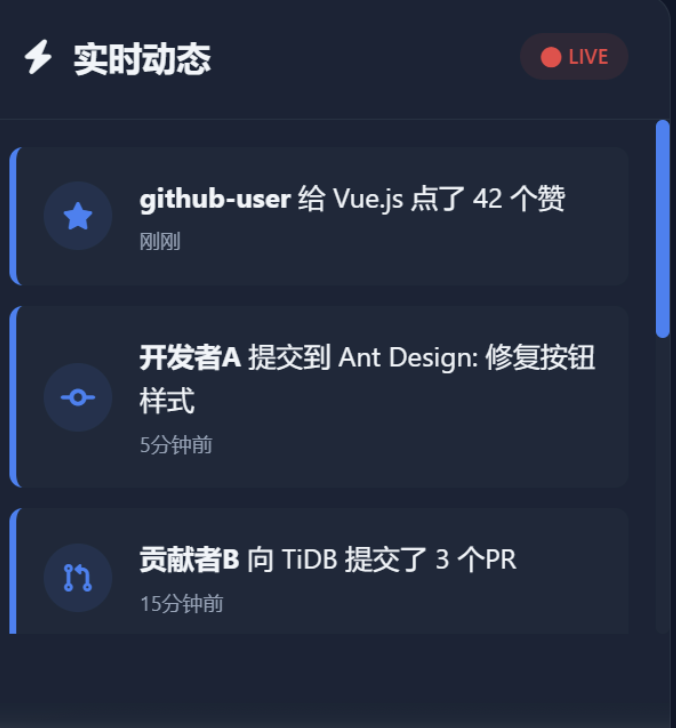 实时动态
LIVE
github-user 给 Vue.js 点了 42 个赞
刚刚
开发者A 提交到 Ant Design: 修复按钮
样式
5分钟前
贡献者B 向 TiDB 提交了 3 个PR
15分钟前